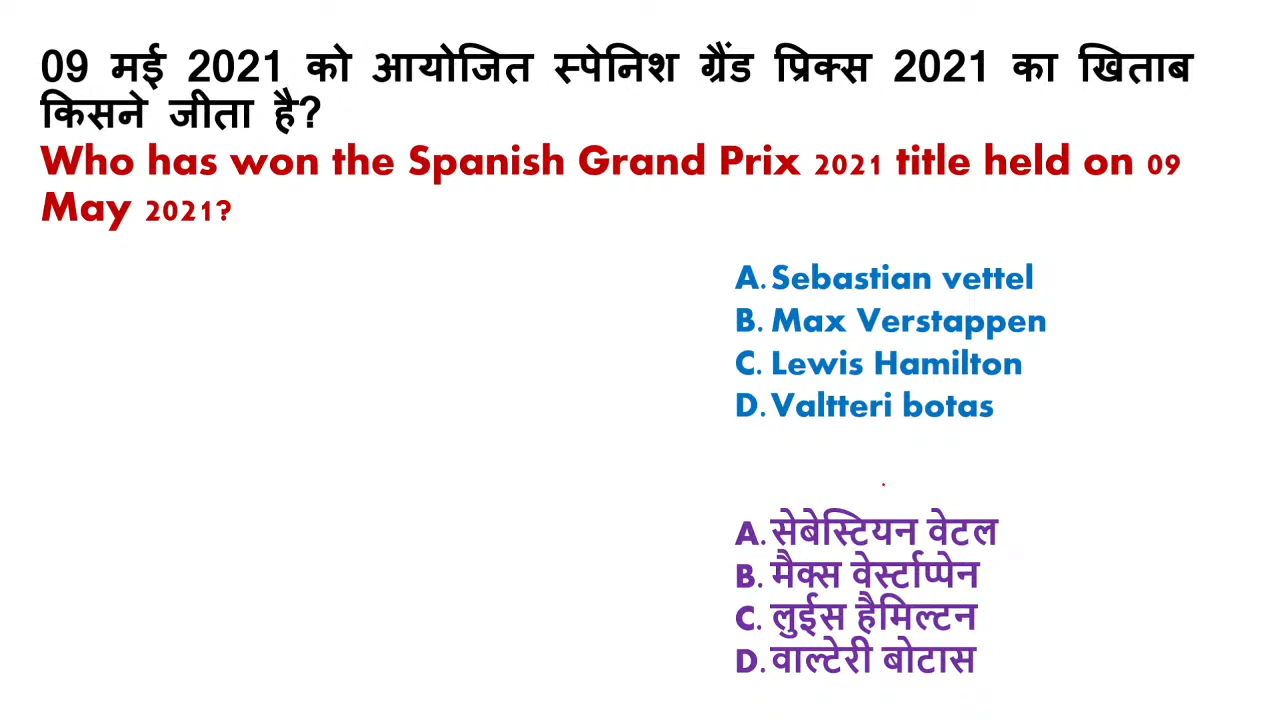 09 मई 2021 को आयोजित स्पेनिश ग्रैंड प्रिक्स 2021 का खिताब
किसने जीता है?
Who has won the Spanish Grand Prix 2021 title held on 09
May 2021?
A. Sebastian vettel
B. Max Verstappen
C. Lewis Hamilton
D. Valtteri botas
A. सेबेस्टियन वेटल
B. मैक्स वेर्स्टाप्पेन
C. लुईस हैमिल्टन
D. वाल्टेरी बोटास